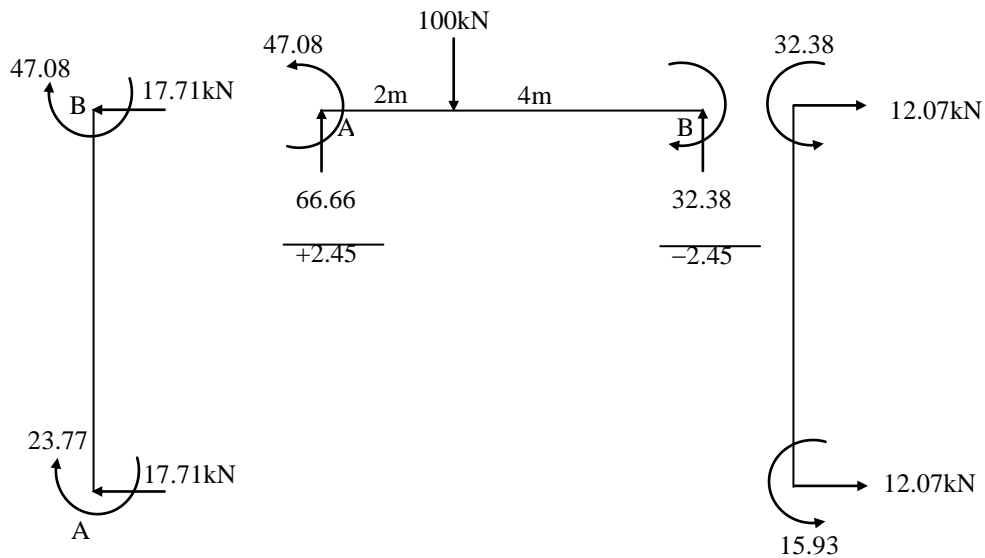 100kN
47.08
32.38
47.08
17.71kN
2m
4m
12.07kN
B
A
B
66.66
32.38
+2.45
−2.45
23.77
17.71kN
12.07kN
A
15.93